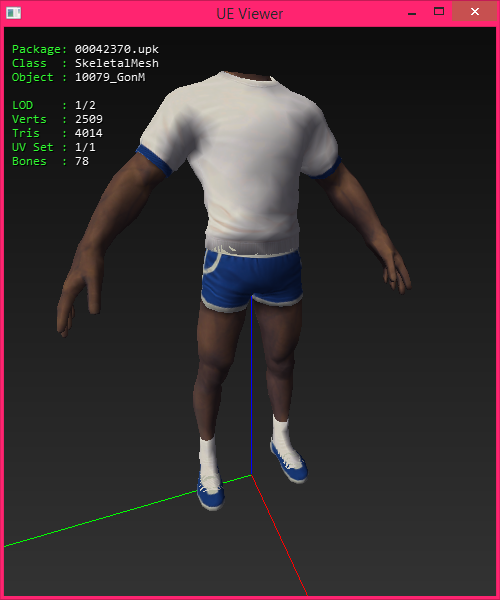 UE Viewer
Package: 00042370.upk
Class : SkeletalMesh
Object : 10079_GonM
LOD : 1/2
Verts : 2509
Tris : 4014
UV Set : 1/1
Bones : 78